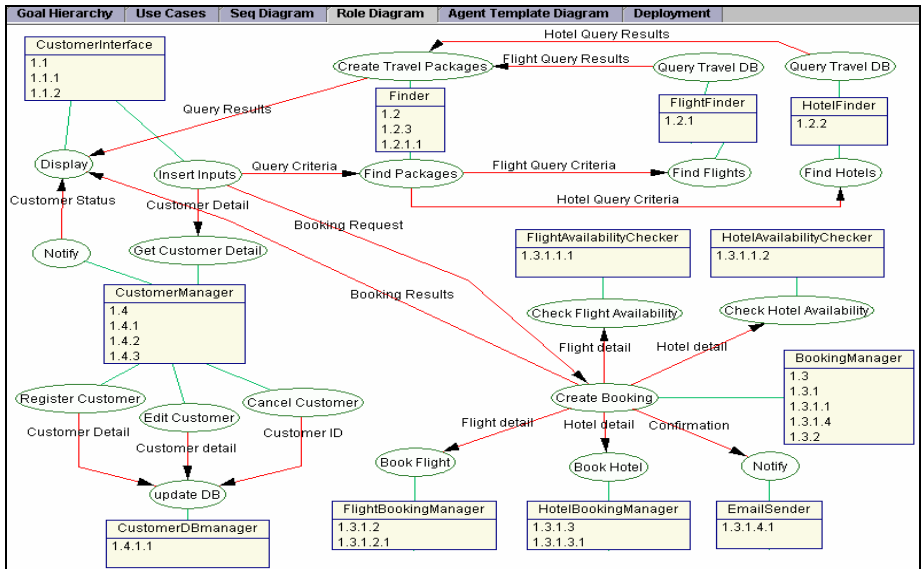 Goal Hierarchy Use Cases Seq Diagram Role Diagram Agent Template Diagram Deployment
CustomerInterface
1.1
1.1.1
1.1.2
Hotel Query Results
Create Travel Packages
Flight Query Results
Query Travel DB
Query Travel DB
Query Results
Finder
1.2
1.2.3
1.2.1.1
FlightFinder
1.2.1
HotelFinder
1.2.2
Display
Insert Inputs
Query Criteria
Find Packages
Flight Query Criteria
Find Flights
Find Hotels
Customer Status
Customer Detail
Hotel Query Criteria
Booking Request
Notify
Get Customer Detail
FlightAvailabilityChecker
1.3.1.1.1
HotelAvailabilityChecker
1.3.1.1.2
CustomerManager
1.4
1.4.1
1.4.2
1.4.3
Booking Results
Check Flight Availability
Check Hotel Availability
Flight detail
Hotel detail
BookingManager
1.3
1.3.1
1.3.1.1
1.3.1.4
1.3.2
Register Customer
Edit Customer
Cancel Customer
Create Booking
Customer Detail
Customer detail
Customer ID
Flight detail
Hotel detail
Confirmation
Book Flight
Book Hotel
Notify
update DB
CustomerDBmanager
1.4.1.1
FlightBookingManager
1.3.1.2
1.3.1.2.1
HotelBookingManager
1.3.1.3
1.3.1.3.1
EmailSender
1.3.1.4.1